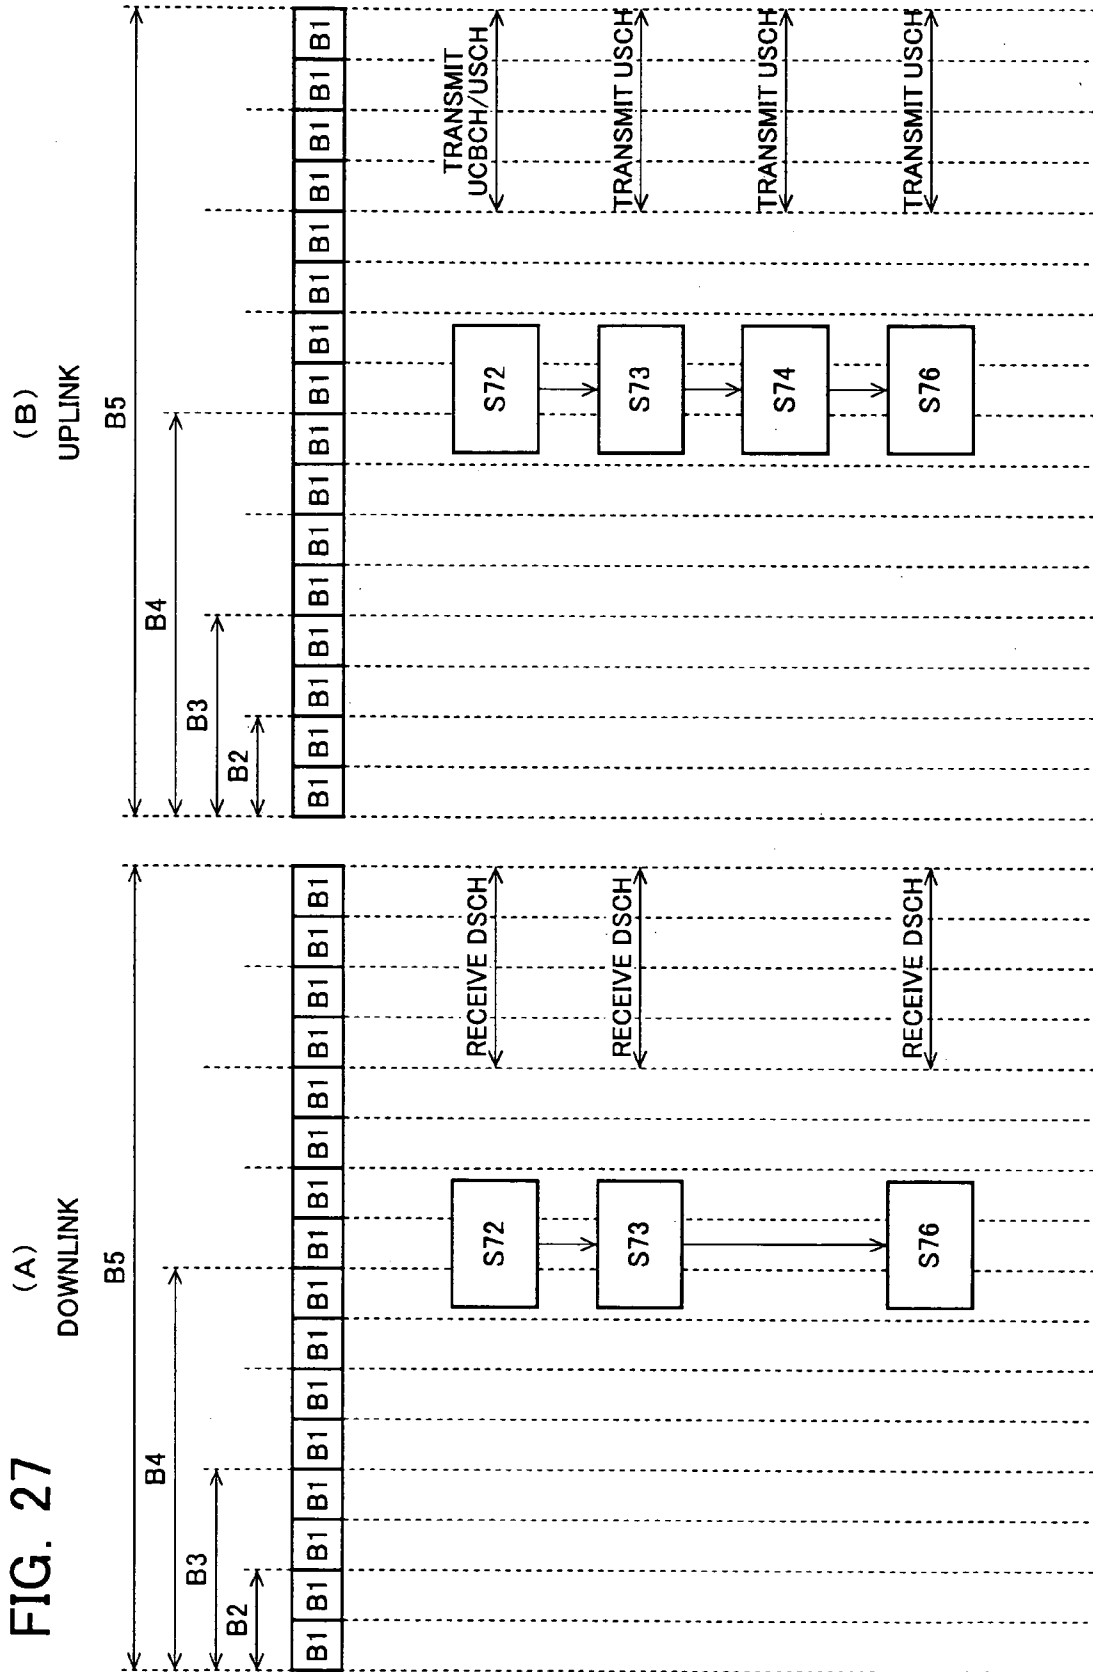 FIG. 27
(A)
DOWNLINK
B5
B4
B3
B2
B1 B1 B1 B1 B1 B1 B1 B1 B1 B1 B1 B1 B1 B1 B1 B1
S72
RECEIVE DSCH
S73
RECEIVE DSCH
S76
RECEIVE DSCH
(B)
UPLINK
B5
B4
B3
B2
B1 B1 B1 B1 B1 B1 B1 B1 B1 B1 B1 B1 B1 B1 B1 B1
S72
TRANSMIT
UCBCH/USCH
S73
TRANSMIT USCH
S74
TRANSMIT USCH
S76
TRANSMIT USCH